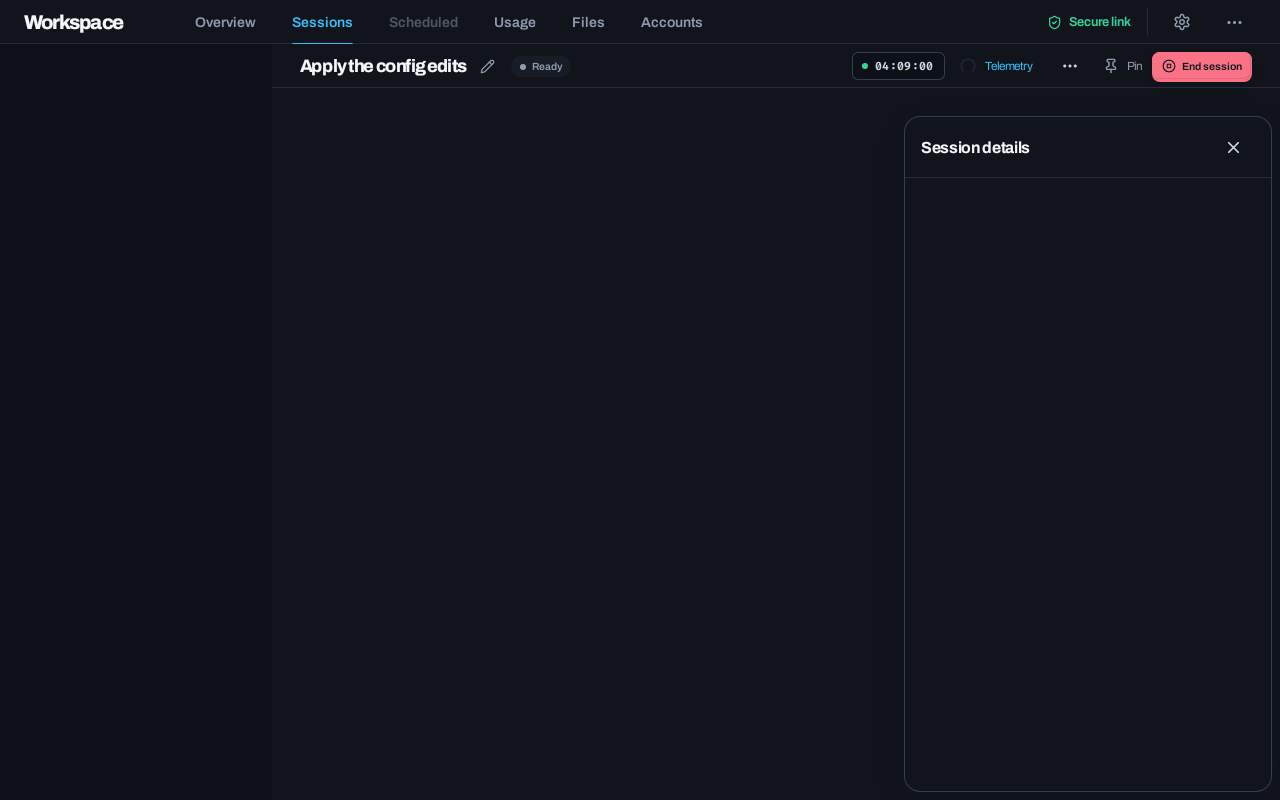 Workspace
Overview
Sessions
Scheduled
Usage
Files
Accounts
Secure link
Apply the config edits
Ready
04:09:00
Telemetry
Pin
End session
Session details